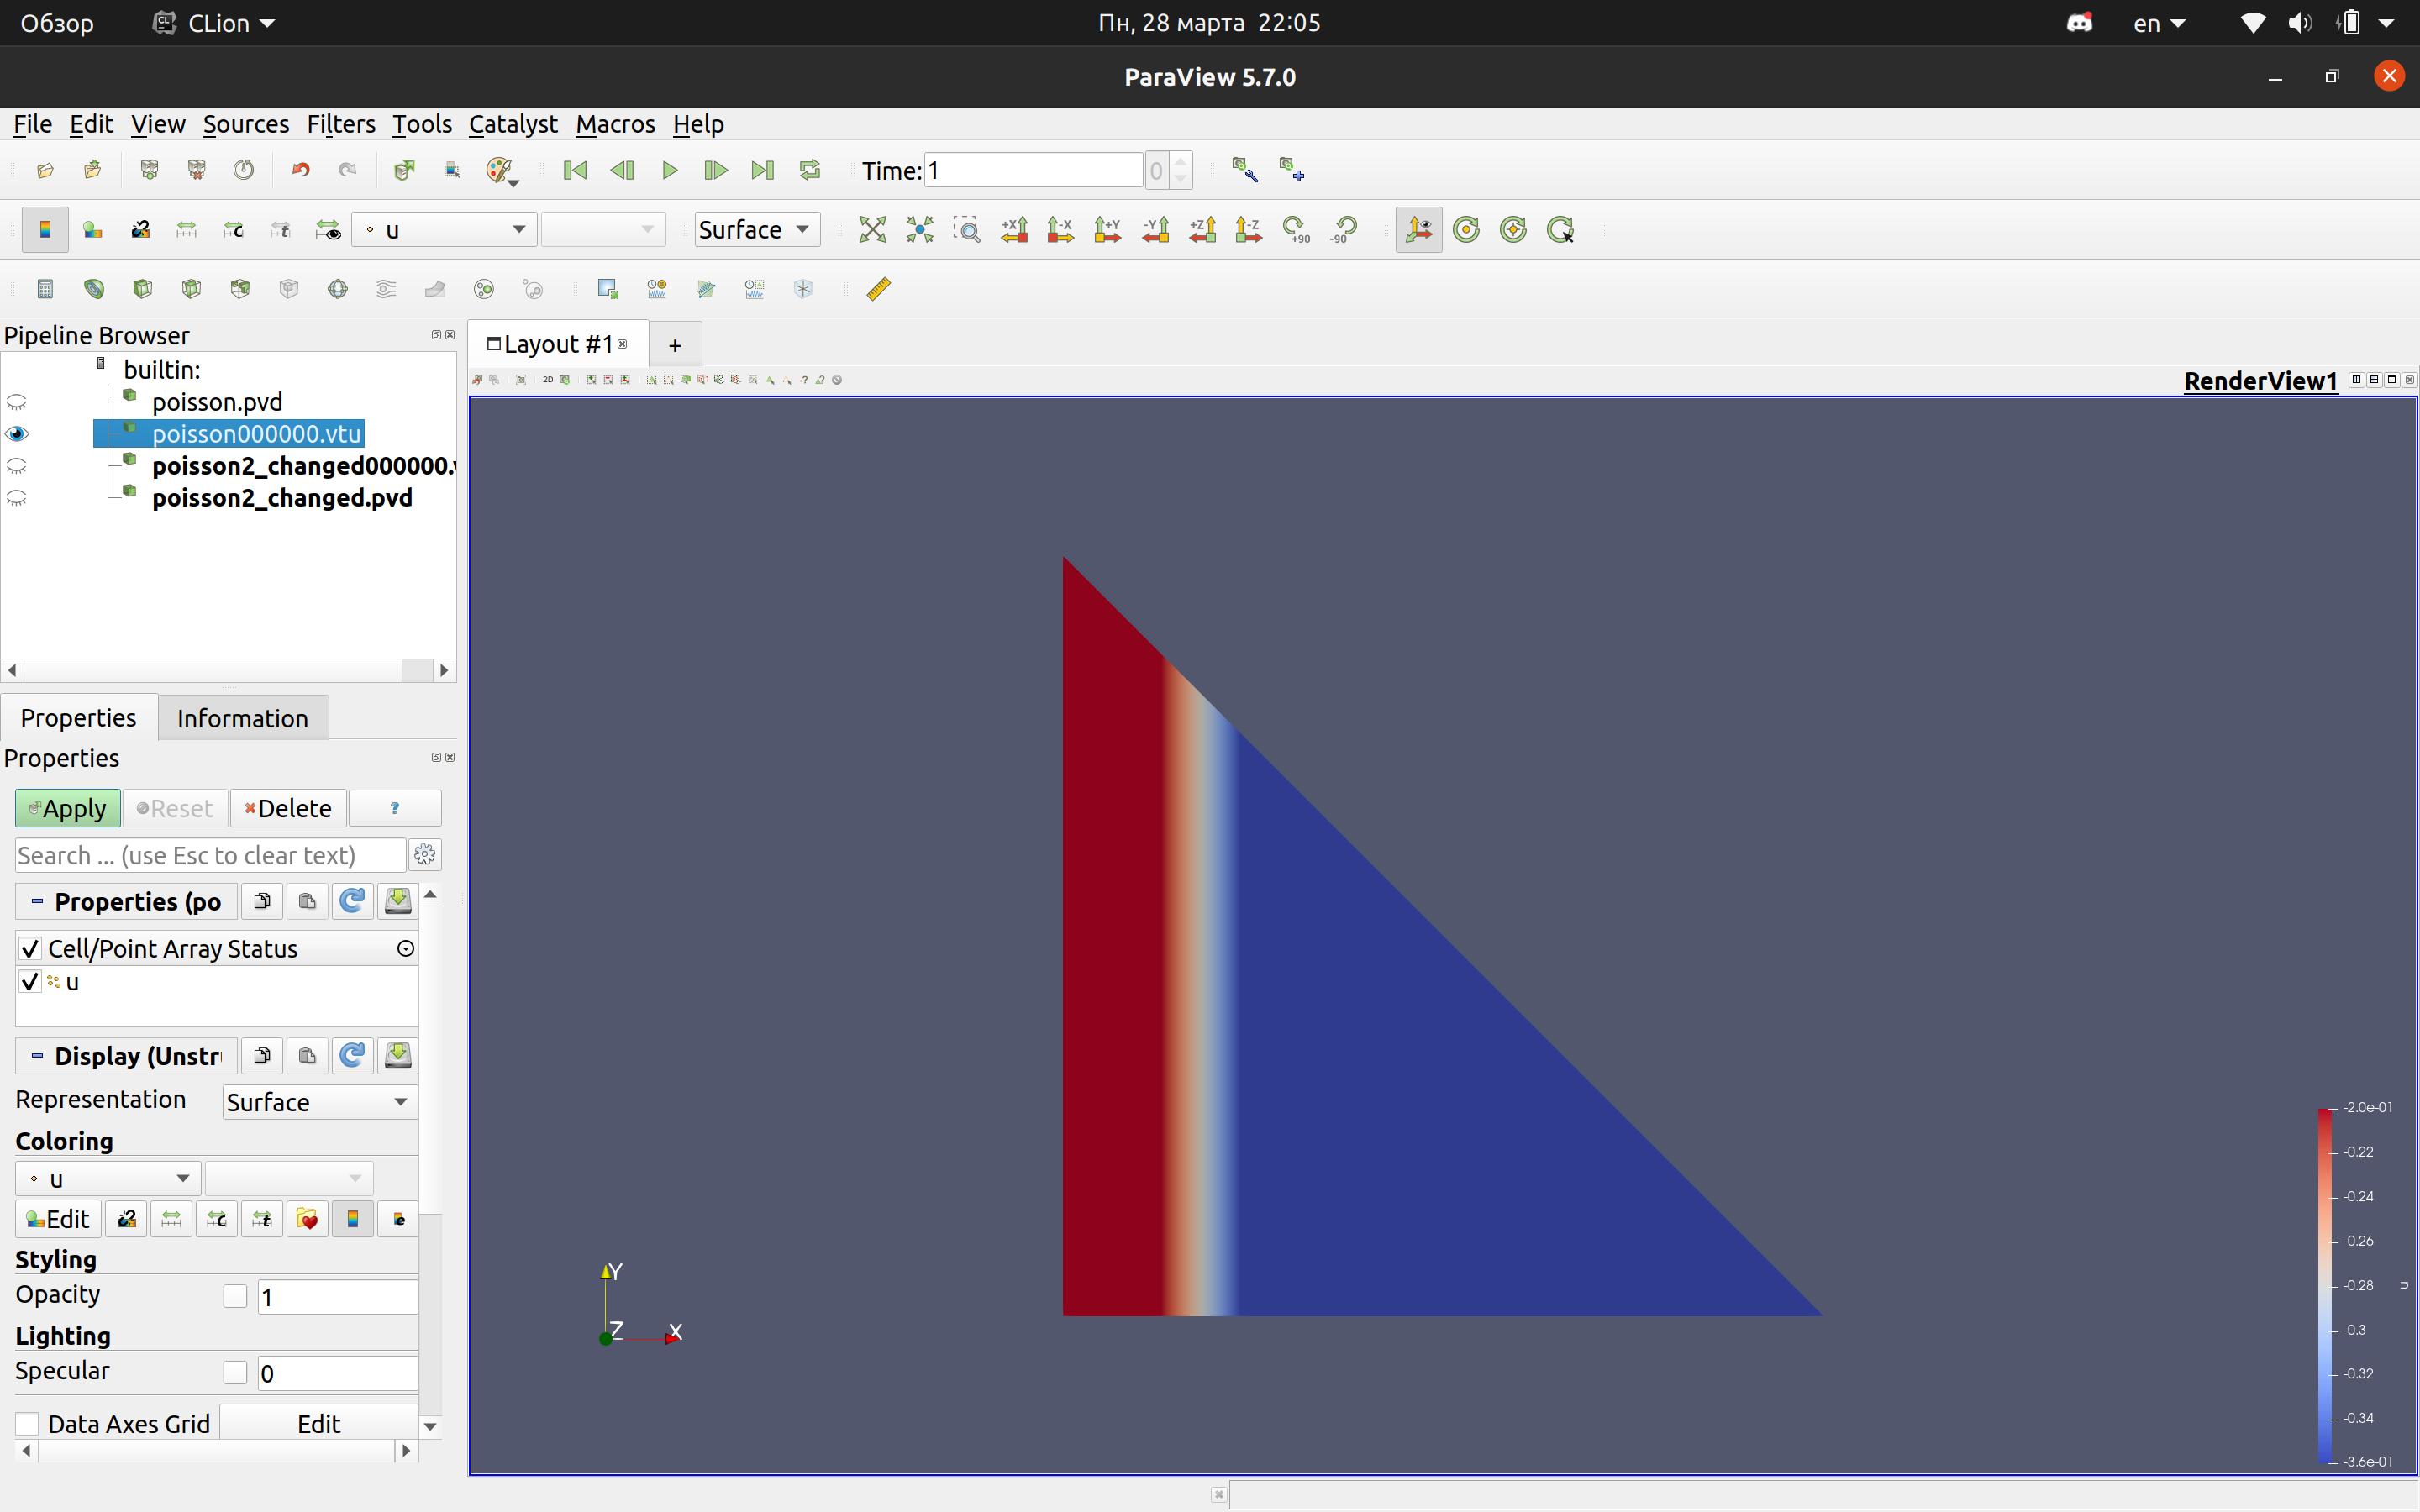 Обзор CLion Пн, 28 марта 22:05 en
ParaView 5.7.0
File Edit View Sources Filters Tools Catalyst Macros Help
Time: 1 0
u Surface +X -X +Y -Y +Z -Z +90 -90
Pipeline Browser
builtin:
poisson.pvd
poisson000000.vtu
poisson2_changed000000.v
poisson2_changed.pvd
Layout #1 +
2D
RenderView1
Properties Information
Properties
Apply Reset Delete ?
Search ... (use Esc to clear text)
Properties (po
Cell/Point Array Status
u
Display (Unstr
Representation Surface
Coloring
u
Edit
Styling
Opacity 1
Lighting
Specular 0
Data Axes Grid Edit
Y
Z X
-2.0e-01
-0.22
-0.24
-0.26
-0.28
u
-0.3
-0.32
-0.34
-3.6e-01